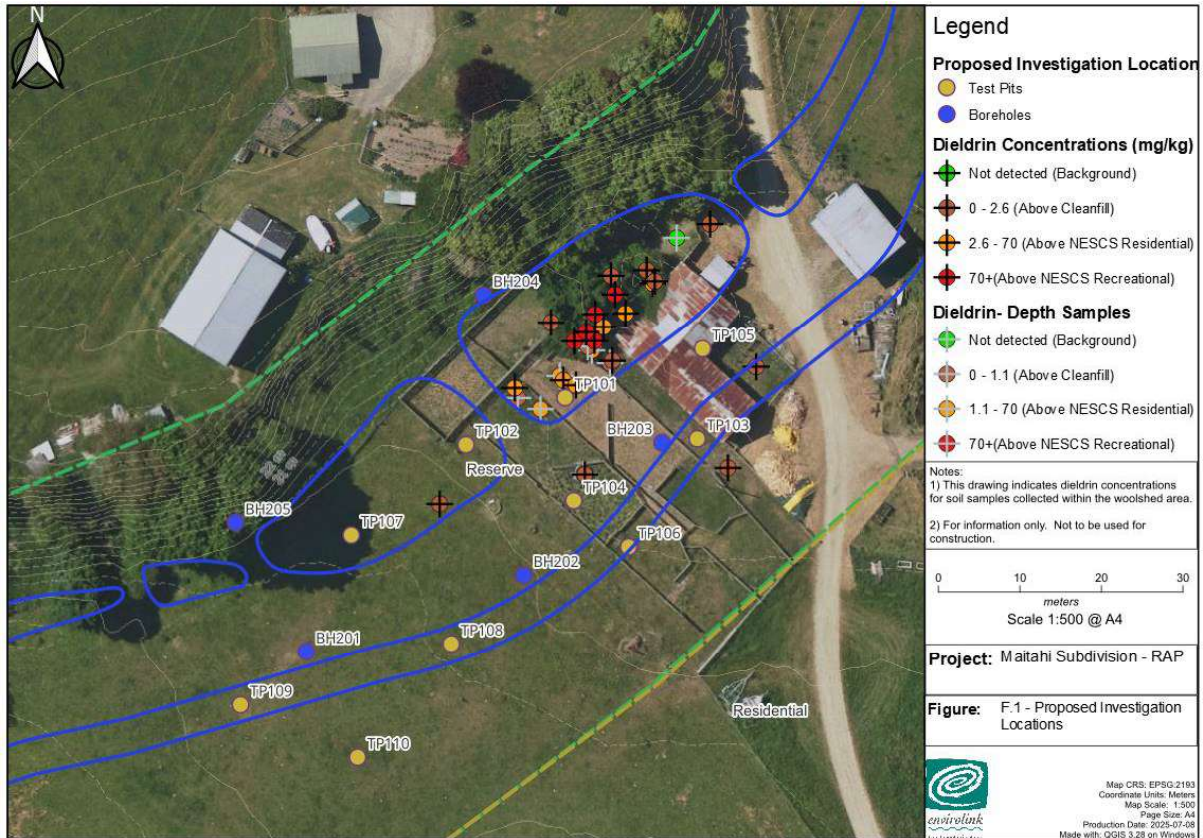 N
BH204
TP105
TP101
TP102
BH203
TP103
Reserve
TP104
BH205
TP107
TP106
BH202
BH201
TP108
TP109
Residential
TP110
Legend
Proposed Investigation Location
Test Pits
Boreholes
Dieldrin Concentrations (mg/kg)
Not detected (Background)
0 - 2.6 (Above Cleanfill)
2.6 - 70 (Above NESCS Residential)
70+(Above NESCS Recreational)
Dieldrin- Depth Samples
Not detected (Background)
0 - 1.1 (Above Cleanfill)
1.1 - 70 (Above NESCS Residential)
70+(Above NESCS Recreational)
Notes:
1) This drawing indicates dieldrin concentrations
for soil samples collected within the woolshed area.
2) For information only. Not to be used for
construction.
0 10 20 30
meters
Scale 1:500 @ A4
Project: Maitahi Subdivision - RAP
Figure: F.1 - Proposed Investigation
Locations
envirolink
Map CRS: EPSG:2193
Coordinate Units: Meters
Map Scale: 1:500
Page Size: A4
Production Date: 2025-07-08
Made with: QGIS 3.28 on Windows